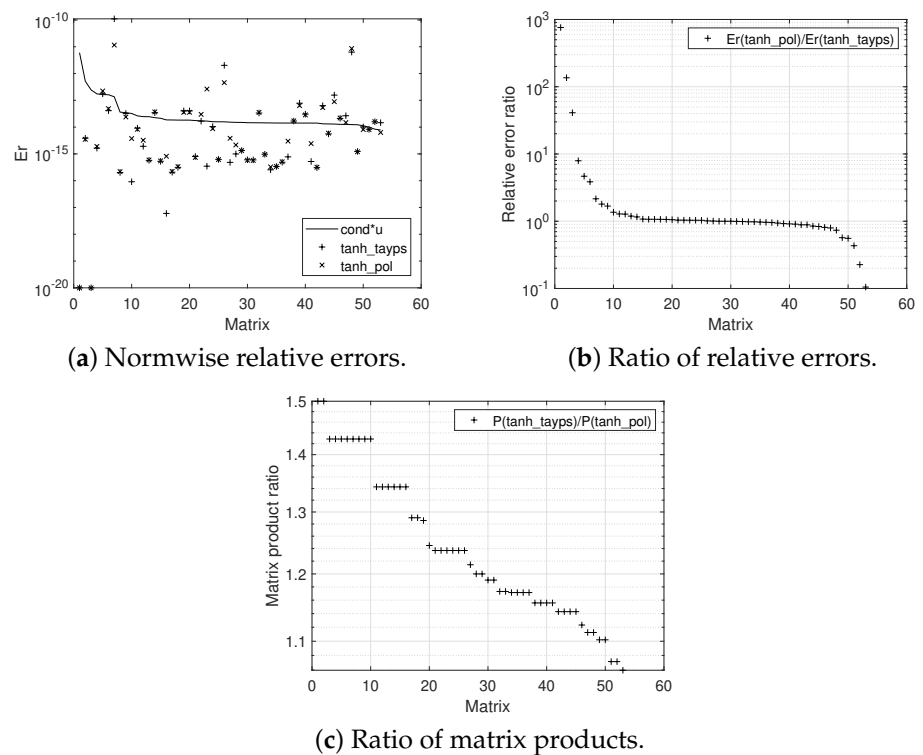 10^-10
10^-15
10^-20
Er
0 10 20 30 40 50 60
Matrix
cond*u
tanh_tayps
tanh_pol
(a) Normwise relative errors.
10^3
10^2
10^1
10^0
10^-1
Relative error ratio
0 10 20 30 40 50 60
Matrix
Er(tanh_pol)/Er(tanh_tayps)
(b) Ratio of relative errors.
1.5
1.4
1.3
1.2
1.1
Matrix product ratio
0 10 20 30 40 50 60
Matrix
P(tanh_tayps)/P(tanh_pol)
(c) Ratio of matrix products.